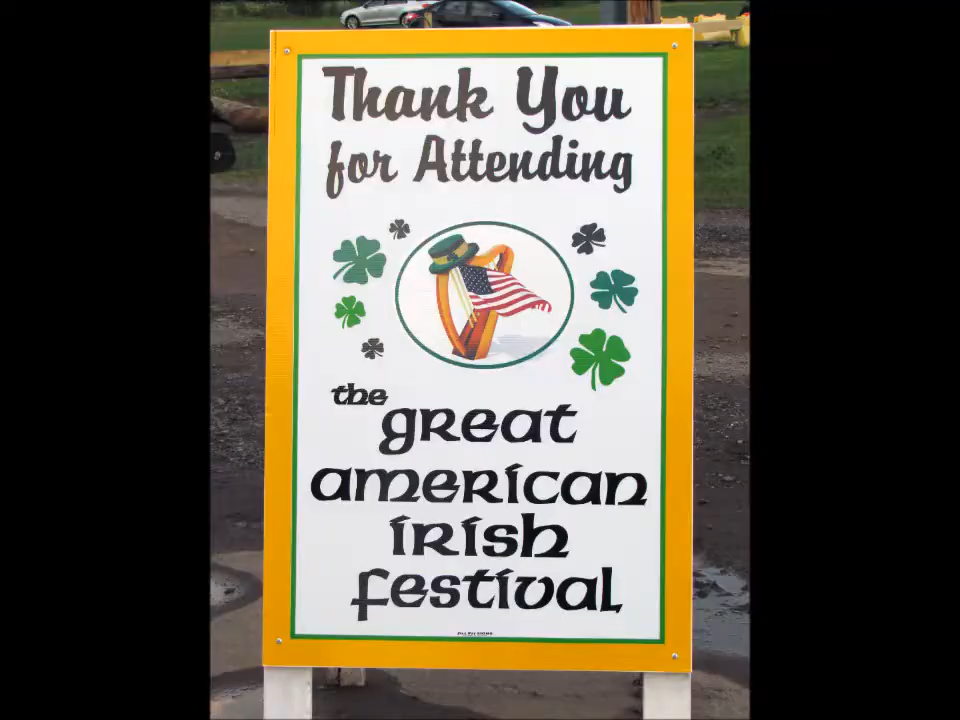 Thank You
for Attending
the
great
american
irish
festival